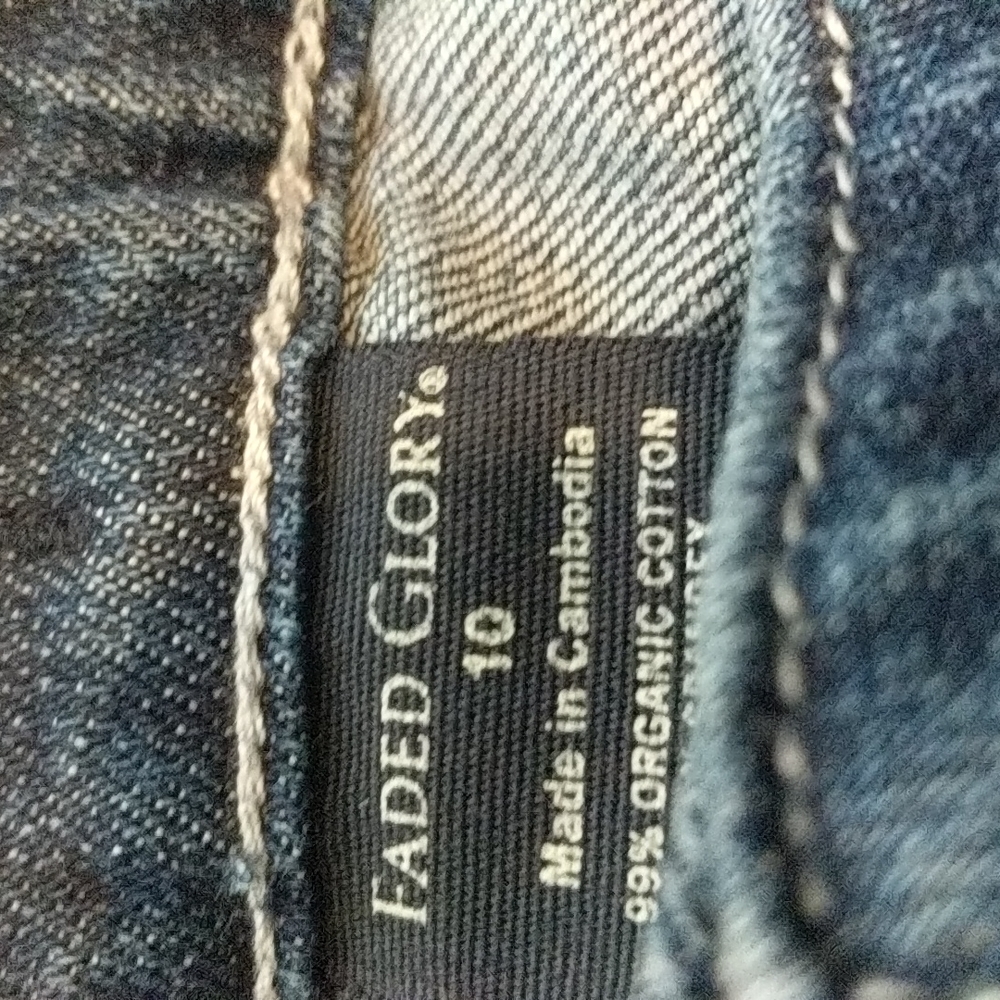 FADED GLORY®
10
Made in Cambodia
99% ORGANIC COTTON